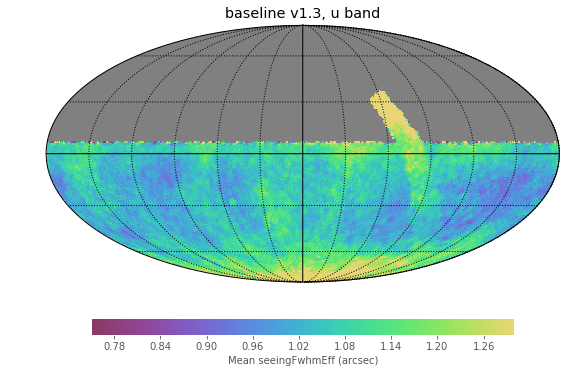 baseline v1.3, u band
0.78 0.84 0.90 0.96 1.02 1.08 1.14 1.20 1.26
Mean seeingFwhmEff (arcsec)